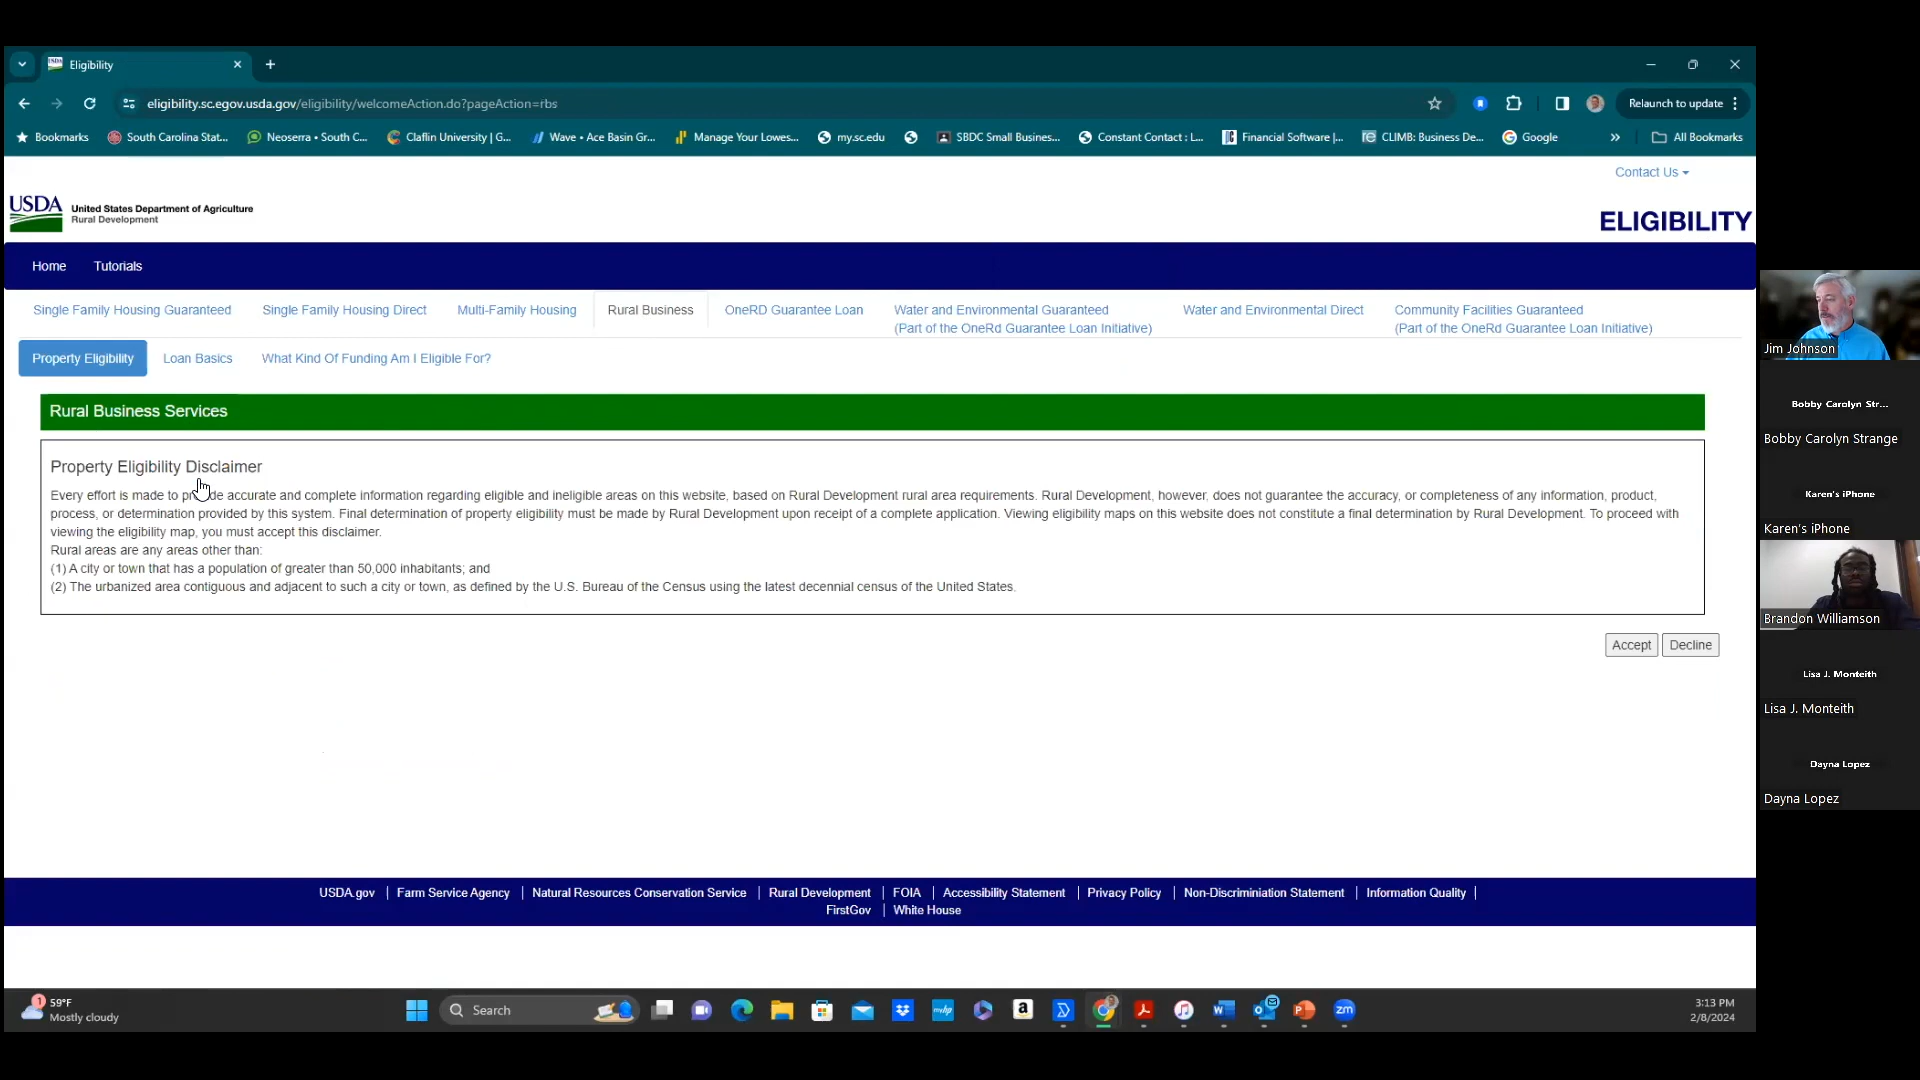 Eligibility
eligibility.sc.egov.usda.gov/eligibility/welcomeAction.do?pageAction=rbs
Relaunch to update
Bookmarks
South Carolina Stat...
Neoserra • South C...
Claflin University | G...
Wave • Ace Basin Gr...
Manage Your Lowes...
my.sc.edu
SBDC Small Business...
Constant Contact : L...
Financial Software |...
CLIMB: Business De...
Google
All Bookmarks
Contact Us
USDA
United States Department of Agriculture
Rural Development
ELIGIBILITY
Home
Tutorials
Single Family Housing Guaranteed
Single Family Housing Direct
Multi-Family Housing
Rural Business
OneRD Guarantee Loan
Water and Environmental Guaranteed
(Part of the OneRd Guarantee Loan Initiative)
Water and Environmental Direct
Community Facilities Guaranteed
(Part of the OneRd Guarantee Loan Initiative)
Property Eligibility
Loan Basics
What Kind Of Funding Am I Eligible For?
Rural Business Services
Property Eligibility Disclaimer
Every effort is made to provide accurate and complete information regarding eligible and ineligible areas on this website, based on Rural Development rural area requirements. Rural Development, however, does not guarantee the accuracy, or completeness of any information, product,
process, or determination provided by this system. Final determination of property eligibility must be made by Rural Development upon receipt of a complete application. Viewing eligibility maps on this website does not constitute a final determination by Rural Development. To proceed with
viewing the eligibility map, you must accept this disclaimer.
Rural areas are any areas other than:
(1) A city or town that has a population of greater than 50,000 inhabitants; and
(2) The urbanized area contiguous and adjacent to such a city or town, as defined by the U.S. Bureau of the Census using the latest decennial census of the United States.
Accept
Decline
USDA.gov | Farm Service Agency | Natural Resources Conservation Service | Rural Development | FOIA | Accessibility Statement | Privacy Policy | Non-Discriminiation Statement | Information Quality |
FirstGov | White House
1
59°F
Mostly cloudy
Search
myhp
a
zm
3:13 PM
2/8/2024
Jim Johnson
Bobby Carolyn Str...
Bobby Carolyn Strange
Karen's iPhone
Karen's iPhone
Brandon Williamson
Lisa J. Monteith
Lisa J. Monteith
Dayna Lopez
Dayna Lopez